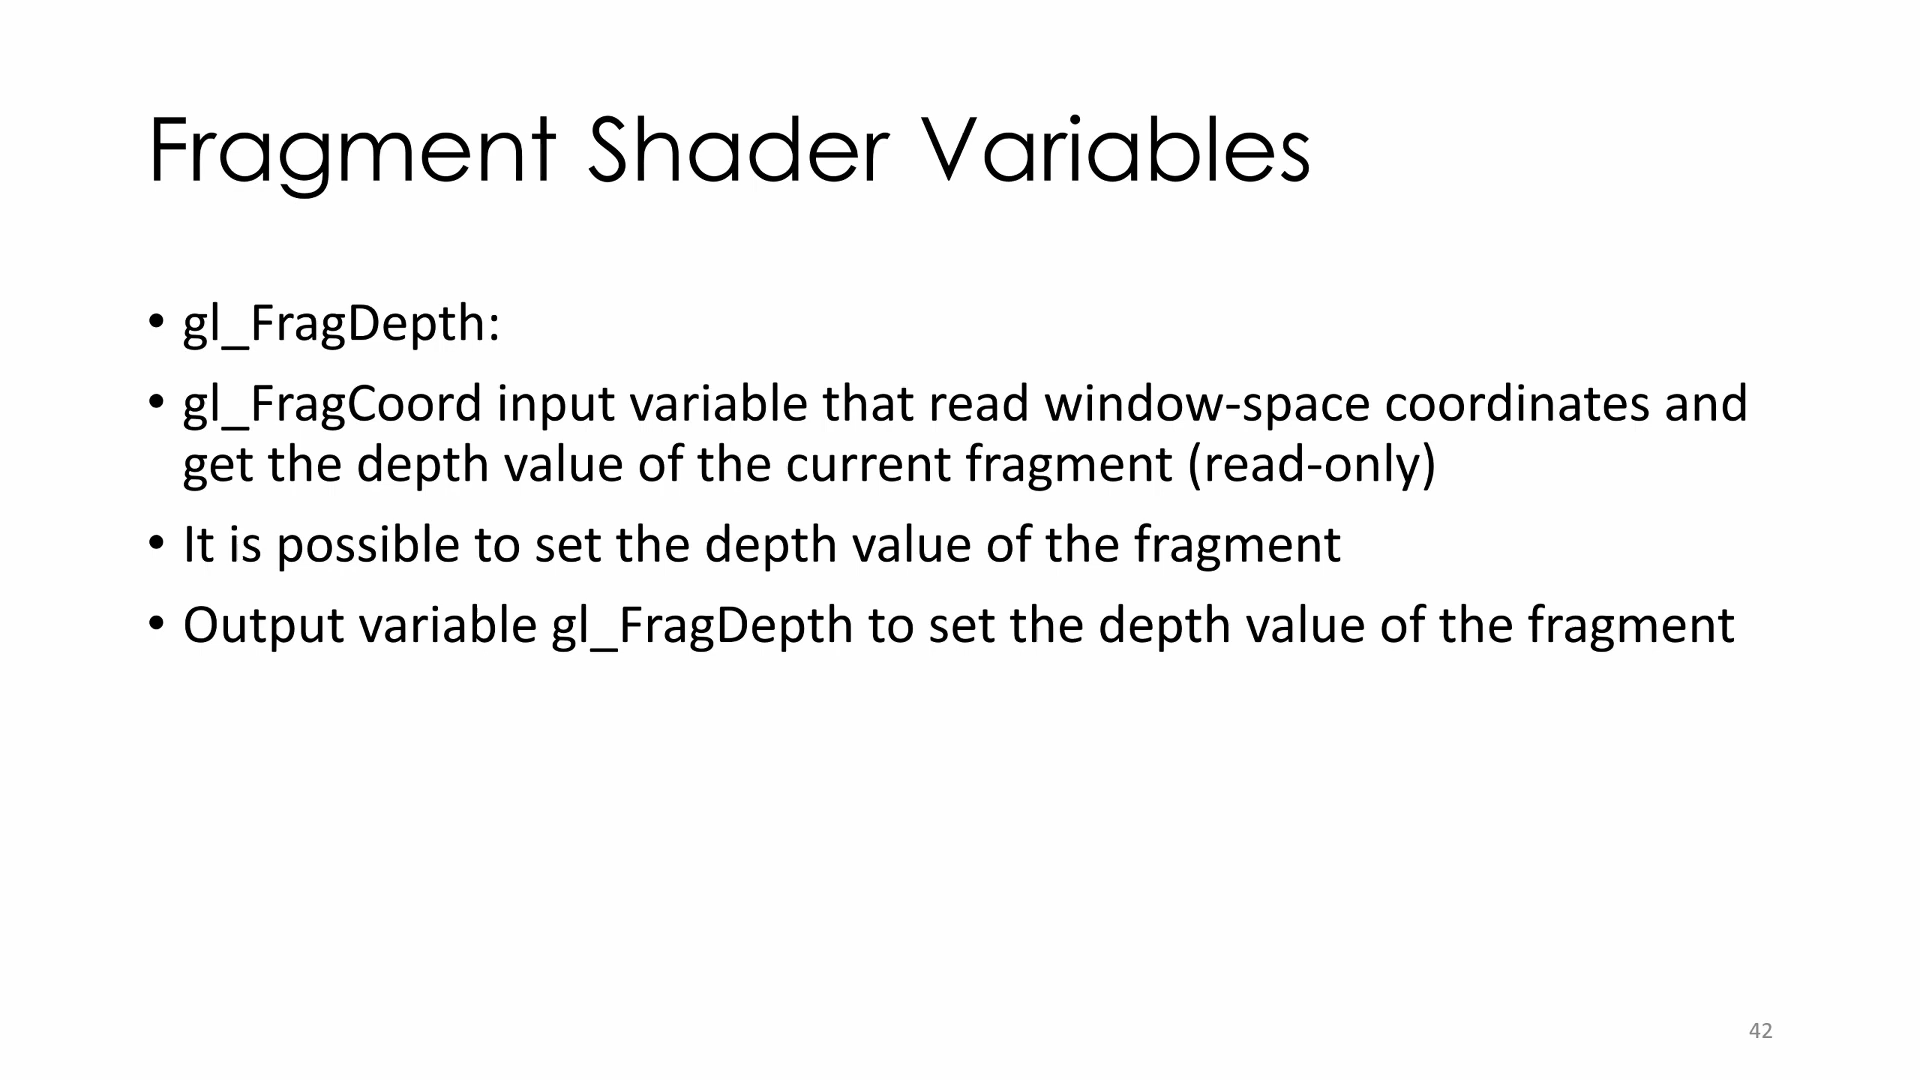 Fragment Shader Variables
• gl_FragDepth:
• gl_FragCoord input variable that read window-space coordinates and
get the depth value of the current fragment (read-only)
• It is possible to set the depth value of the fragment
• Output variable gl_FragDepth to set the depth value of the fragment
42